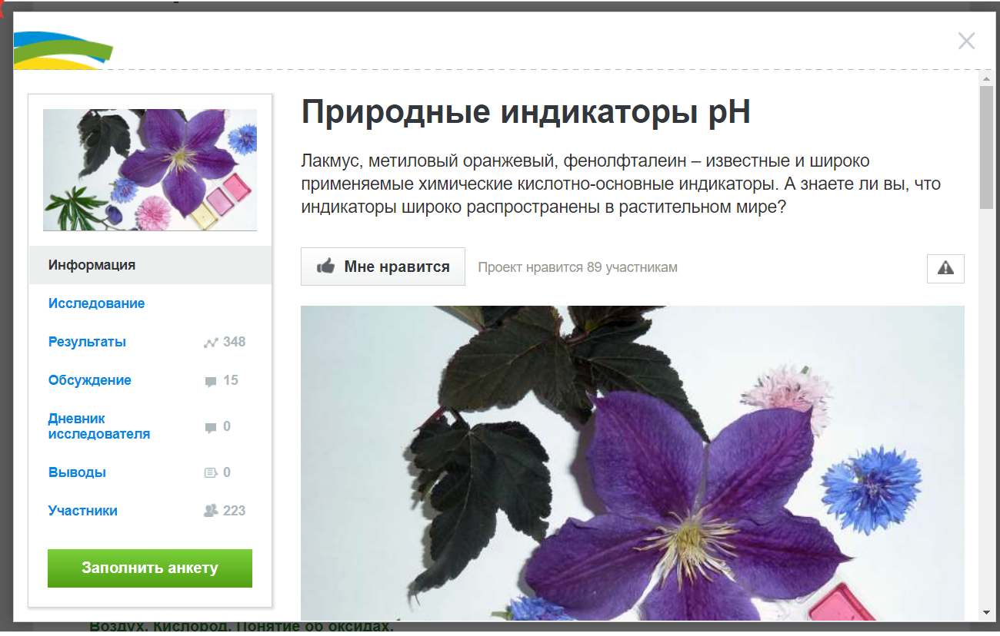 Природные индикаторы pH
Лакмус, метиловый оранжевый, фенолфталеин – известные и широко
применяемые химические кислотно-основные индикаторы. А знаете ли вы, что
индикаторы широко распространены в растительном мире?
Мне нравится
Проект нравится 89 участникам
Информация
Исследование
Результаты 348
Обсуждение 15
Дневник
исследователя 0
Выводы 0
Участники 223
Заполнить анкету
Воздух. Кислород. Понятие об оксидах.